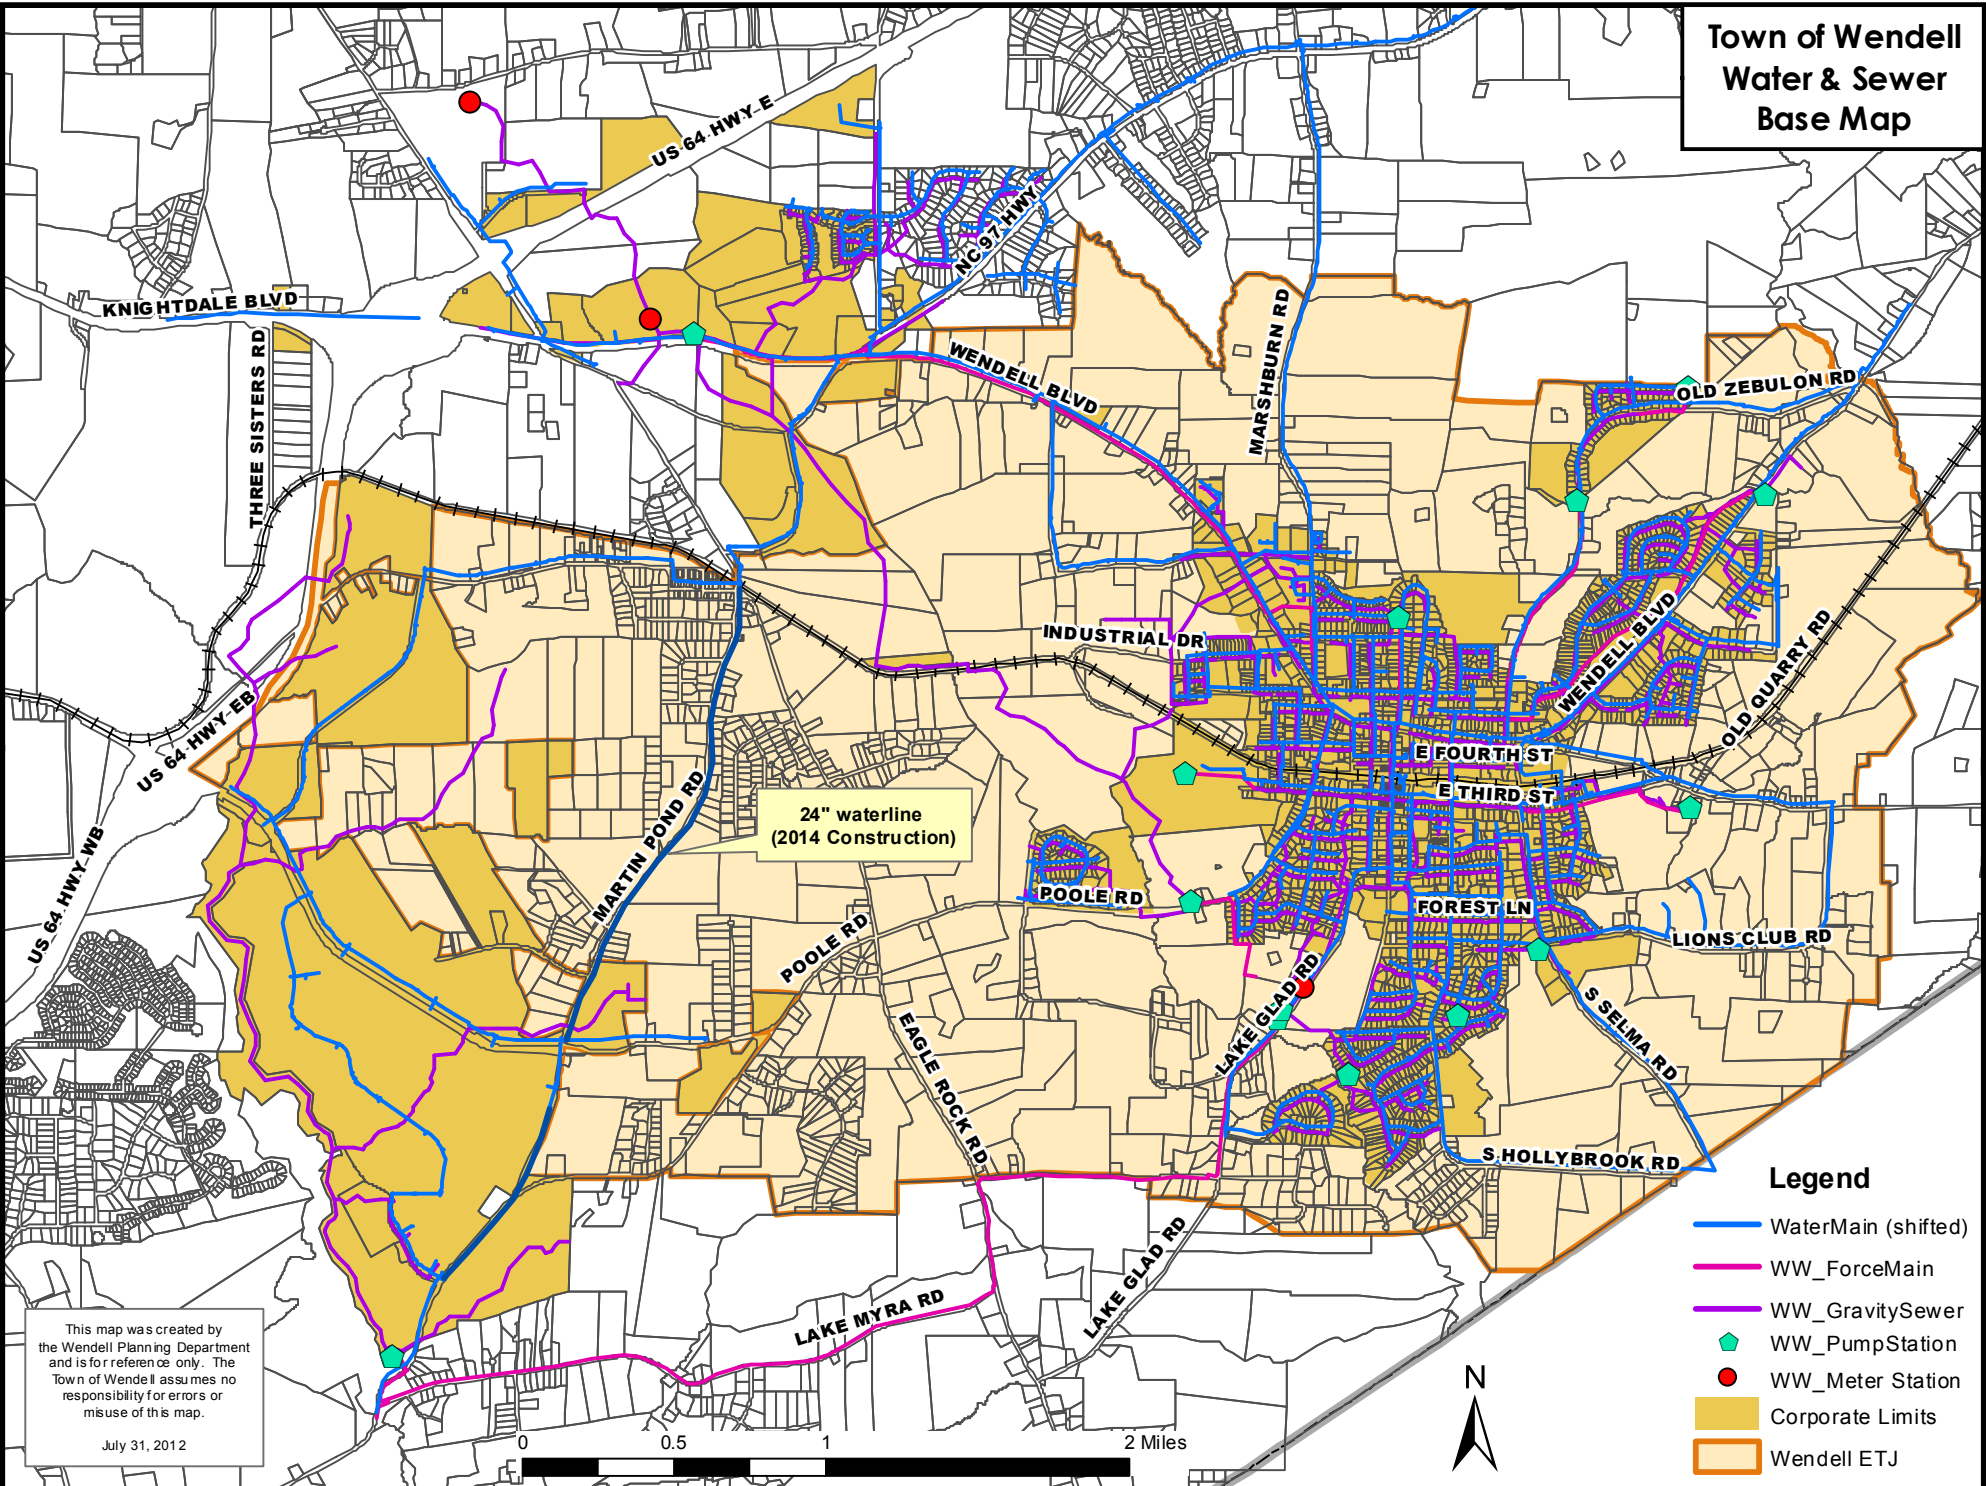 Town of Wendell
Water & Sewer
Base Map
US 64 HWY E
NC 97 HWY
KNIGHTDALE BLVD
THREE SISTERS RD
WENDELL BLVD
MARSHBURN RD
OLD ZEBULON RD
INDUSTRIAL DR
WENDELL BLVD
OLD QUARRY RD
US 64 HWY EB
US 64 HWY WB
E FOURTH ST
E THIRD ST
MARTIN POND RD
24" waterline
(2014 Construction)
POOLE RD
FOREST LN
LIONS CLUB RD
POOLE RD
LAKE GLAD RD
S SELMA RD
EAGLE ROCK RD
S HOLLYBROOK RD
LAKE GLAD RD
LAKE MYRA RD
Legend
WaterMain (shifted)
WW_ForceMain
WW_GravitySewer
WW_PumpStation
WW_Meter Station
Corporate Limits
Wendell ETJ
N
This map was created by
the Wendell Planning Department
and is for reference only. The
Town of Wendell assumes no
responsibility for errors or
misuse of this map.
July 31, 2012
0 0.5 1 2 Miles